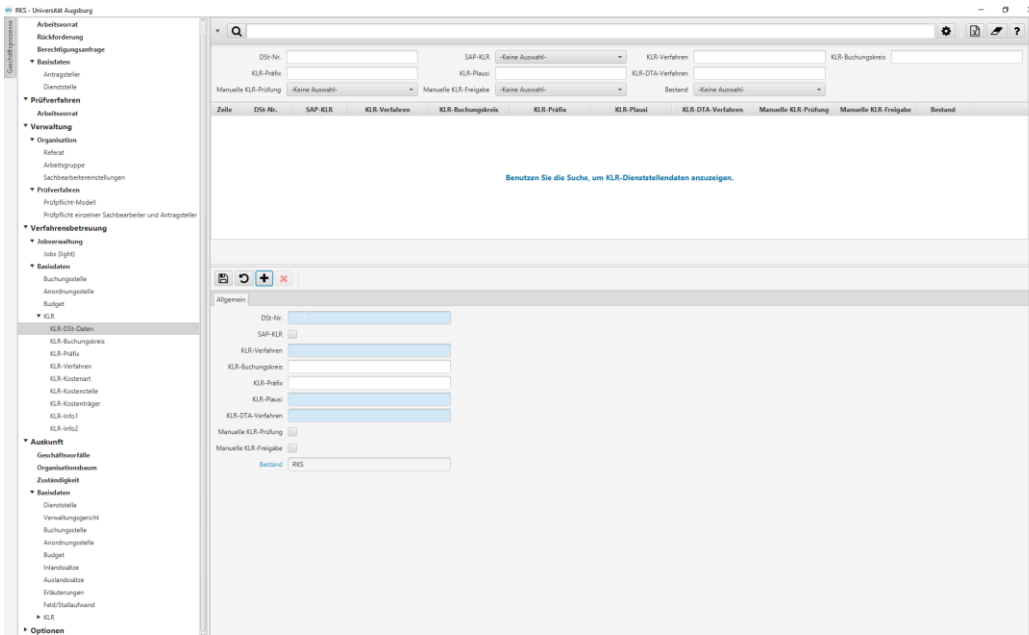 RKS - Universität Augsburg
Geschäftsprozesse
Arbeitsvorrat
Rückforderung
Berechtigungsanfrage
Basisdaten
Antragsteller
Dienststelle
Prüfverfahren
Arbeitsvorrat
Verwaltung
Organisation
Referat
Arbeitsgruppe
Sachbearbeitereinstellungen
Prüfverfahren
Prüfpflicht-Modell
Prüfpflicht einzelner Sachbearbeiter und Antragsteller
Verfahrensbetreuung
Jobverwaltung
Jobs (light)
Basisdaten
Buchungsstelle
Anordnungsstelle
Budget
KLR
KLR-DSt-Daten
KLR-Buchungskreis
KLR-Präfix
KLR-Verfahren
KLR-Kostenart
KLR-Kostenstelle
KLR-Kostenträger
KLR-Info1
KLR-Info2
Auskunft
Geschäftsvorfälle
Organisationsbaum
Zuständigkeit
Basisdaten
Dienststelle
Verwaltungsgericht
Buchungsstelle
Anordnungsstelle
Budget
Inlandssätze
Auslandssätze
Erläuterungen
Feld/Stallaufwand
KLR
Optionen
DSt-Nr. SAP-KLR -Keine Auswahl- KLR-Verfahren KLR-Buchungskreis
KLR-Präfix KLR-Plausi KLR-DTA-Verfahren
Manuelle KLR-Prüfung -Keine Auswahl- Manuelle KLR-Freigabe -Keine Auswahl- Bestand -Keine Auswahl-
Zeile DSt-Nr. SAP-KLR KLR-Verfahren KLR-Buchungskreis KLR-Präfix KLR-Plausi KLR-DTA-Verfahren Manuelle KLR-Prüfung Manuelle KLR-Freigabe Bestand
Benutzen Sie die Suche, um KLR-Dienststellendaten anzuzeigen.
Allgemein
DSt-Nr.
SAP-KLR
KLR-Verfahren
KLR-Buchungskreis
KLR-Präfix
KLR-Plausi
KLR-DTA-Verfahren
Manuelle KLR-Prüfung
Manuelle KLR-Freigabe
Bestand RKS